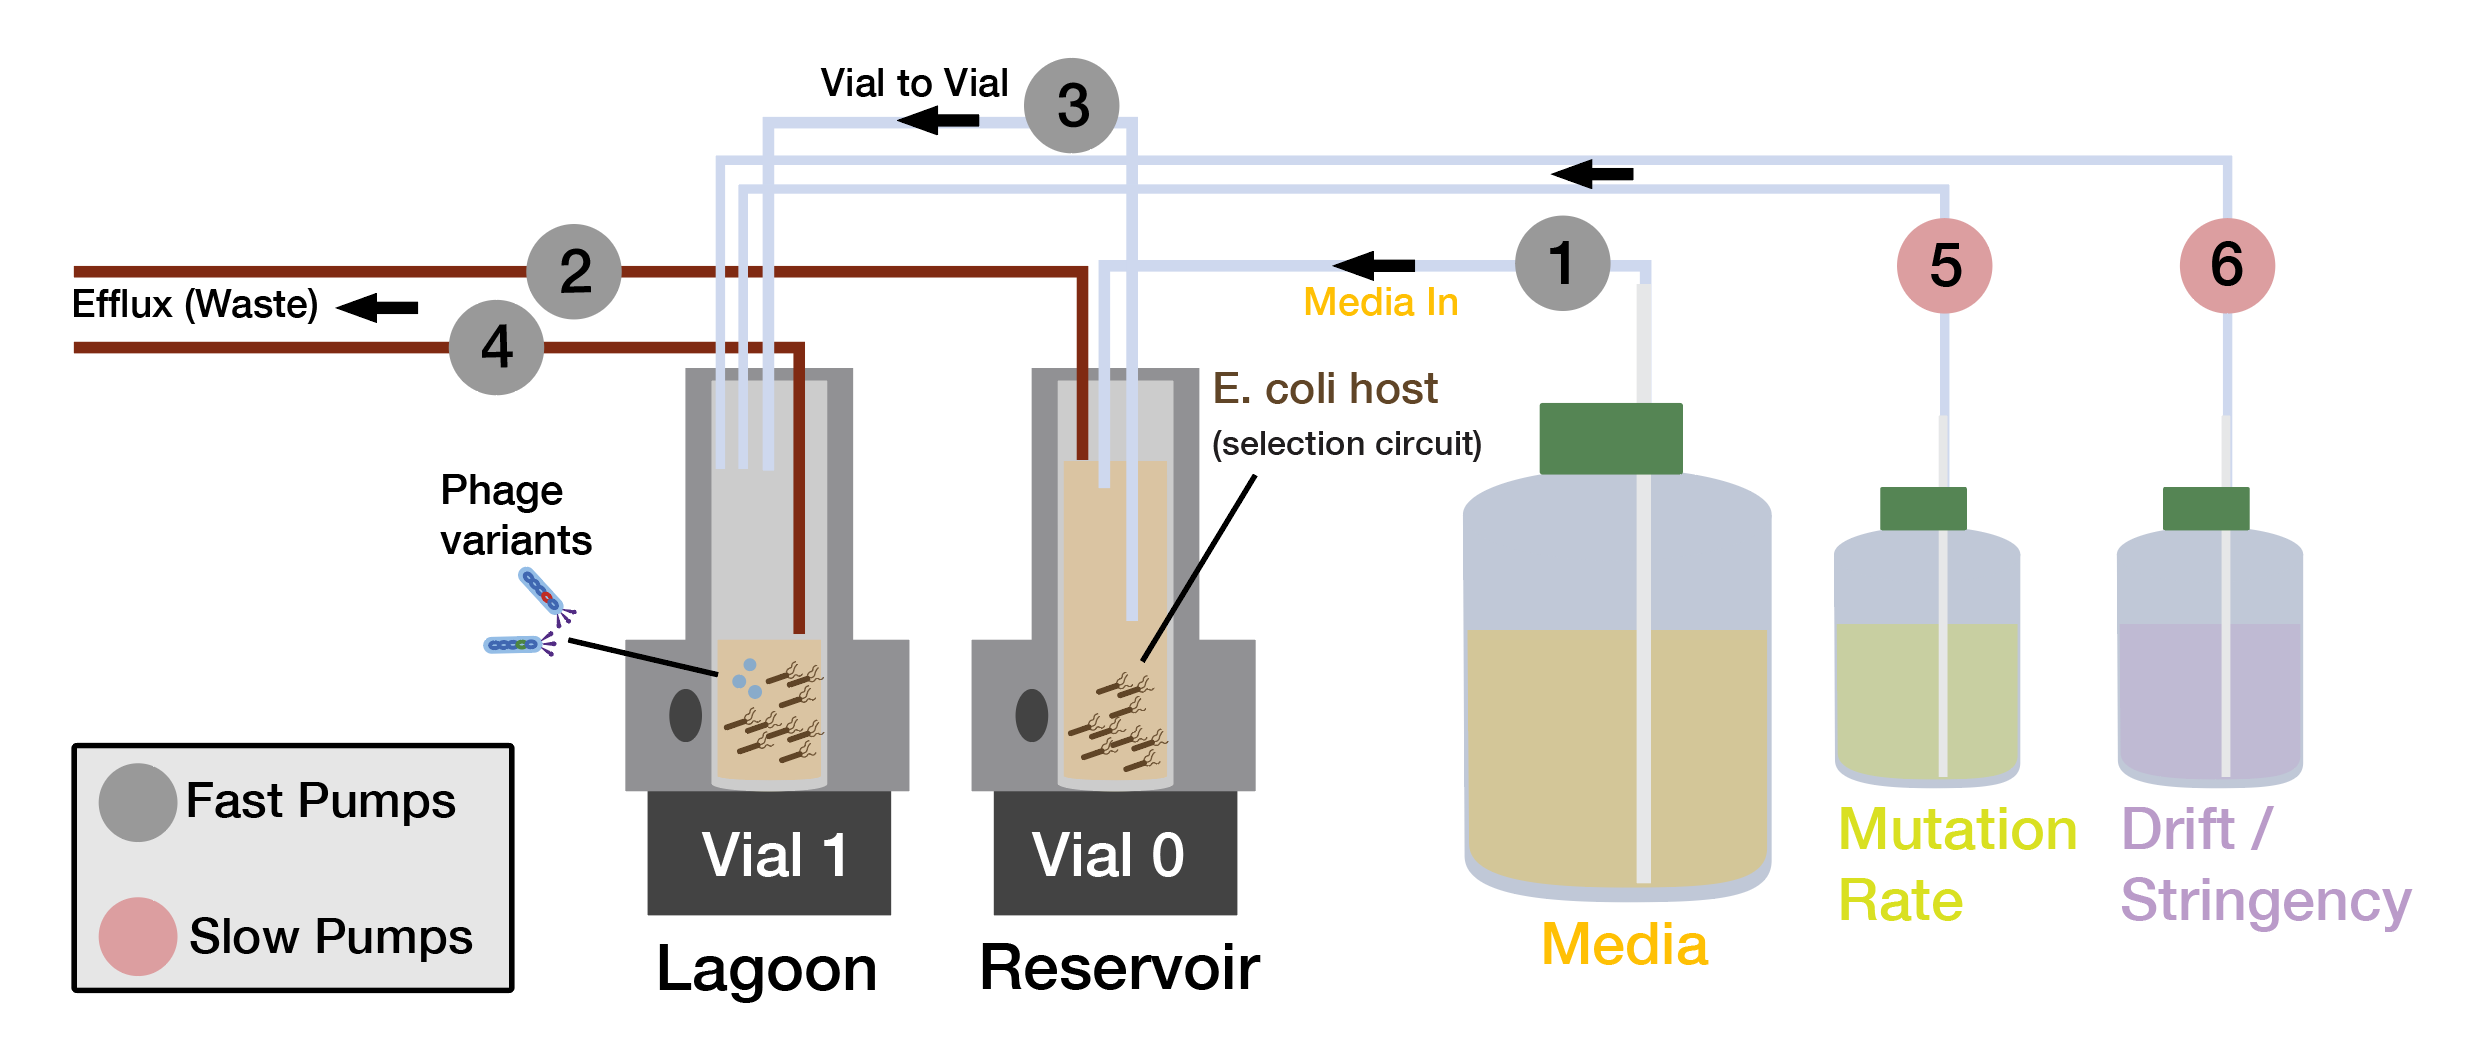 Vial to Vial
3
2
1
5
6
Efflux (Waste)
Media In
4
E. coli host
(selection circuit)
Phage
variants
Fast Pumps
Slow Pumps
Vial 1
Vial 0
Lagoon
Reservoir
Media
Mutation
Rate
Drift /
Stringency